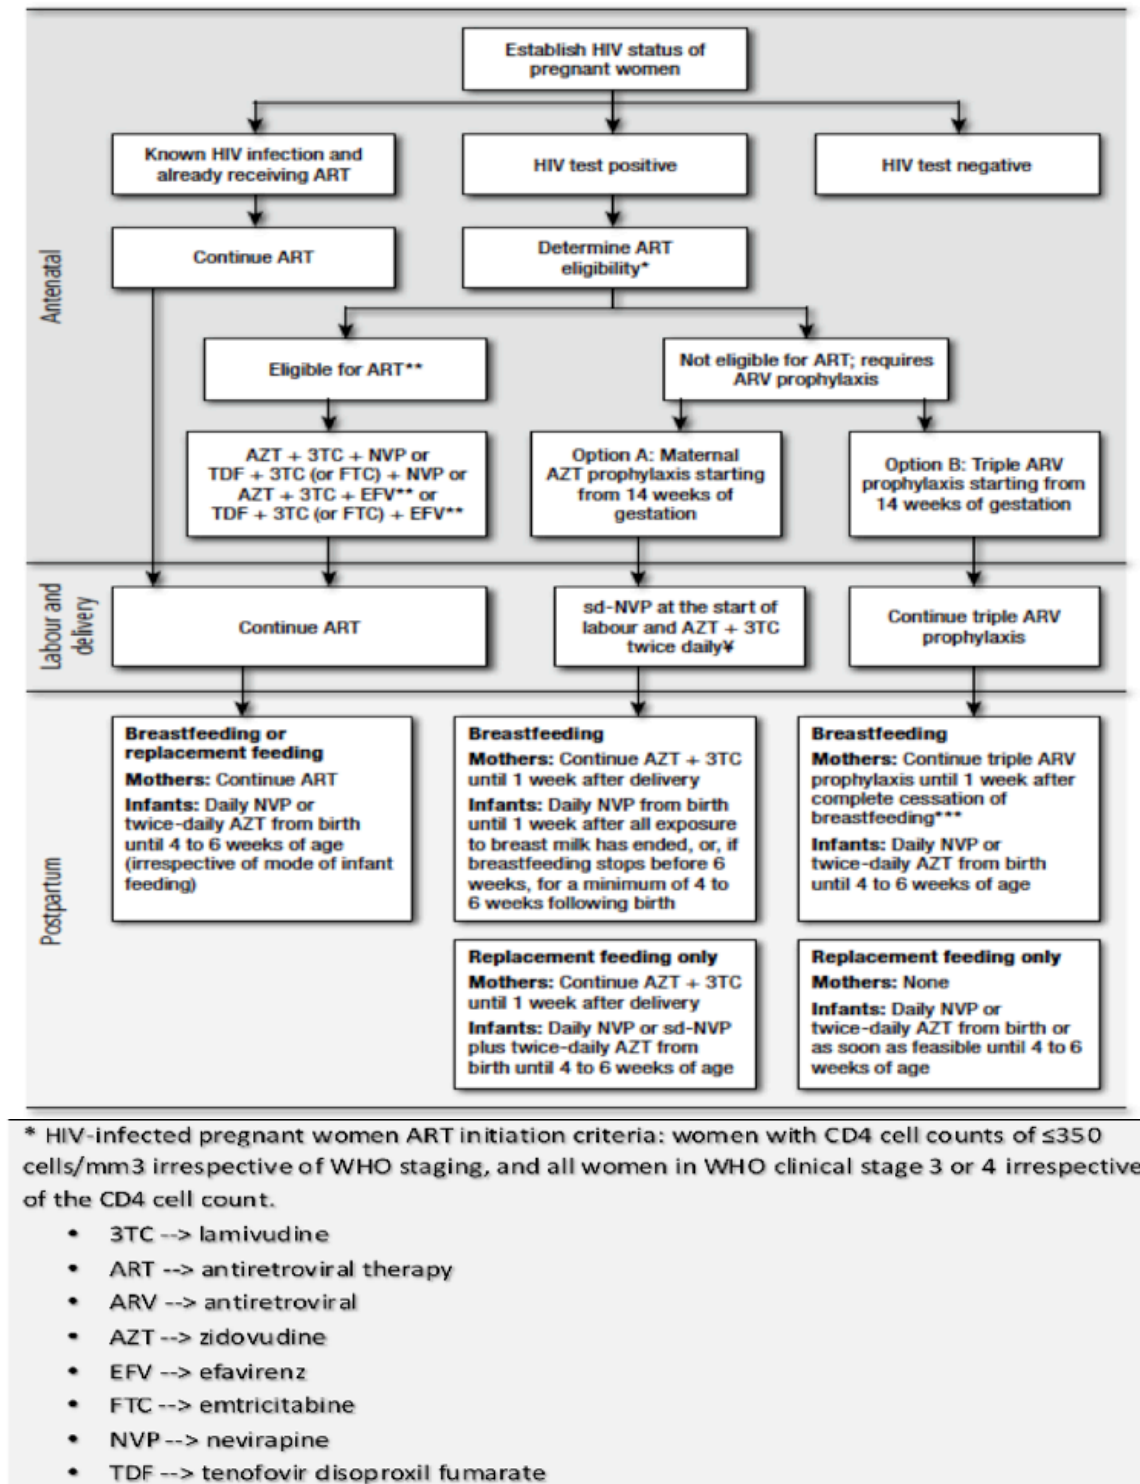 Establish HIV status of
pregnant women
Known HIV infection and
already receiving ART
HIV test positive
HIV test negative
Continue ART
Determine ART
eligibility*
Antenatal
Eligible for ART**
Not eligible for ART; requires
ARV prophylaxis
AZT + 3TC + NVP or
TDF + 3TC (or FTC) + NVP or
AZT + 3TC + EFV** or
TDF + 3TC (or FTC) + EFV**
Option A: Maternal
AZT prophylaxis starting
from 14 weeks of
gestation
Option B: Triple ARV
prophylaxis starting from
14 weeks of gestation
Labour and
delivery
Continue ART
sd-NVP at the start of
labour and AZT + 3TC
twice daily¥
Continue triple ARV
prophylaxis
Postpartum
Breastfeeding or
replacement feeding
Mothers: Continue ART
Infants: Daily NVP or
twice-daily AZT from birth
until 4 to 6 weeks of age
(irrespective of mode of infant
feeding)
Breastfeeding
Mothers: Continue AZT + 3TC
until 1 week after delivery
Infants: Daily NVP from birth
until 1 week after all exposure
to breast milk has ended, or, if
breastfeeding stops before 6
weeks, for a minimum of 4 to
6 weeks following birth
Breastfeeding
Mothers: Continue triple ARV
prophylaxis until 1 week after
complete cessation of
breastfeeding***
Infants: Daily NVP or
twice-daily AZT from birth
until 4 to 6 weeks of age
Replacement feeding only
Mothers: Continue AZT + 3TC
until 1 week after delivery
Infants: Daily NVP or sd-NVP
plus twice-daily AZT from
birth until 4 to 6 weeks of age
Replacement feeding only
Mothers: None
Infants: Daily NVP or
twice-daily AZT from birth or
as soon as feasible until 4 to 6
weeks of age
* HIV-infected pregnant women ART initiation criteria: women with CD4 cell counts of ≤350
cells/mm3 irrespective of WHO staging, and all women in WHO clinical stage 3 or 4 irrespective
of the CD4 cell count.
• 3TC --> lamivudine
• ART --> antiretroviral therapy
• ARV --> antiretroviral
• AZT --> zidovudine
• EFV --> efavirenz
• FTC --> emtricitabine
• NVP --> nevirapine
• TDF --> tenofovir disoproxil fumarate